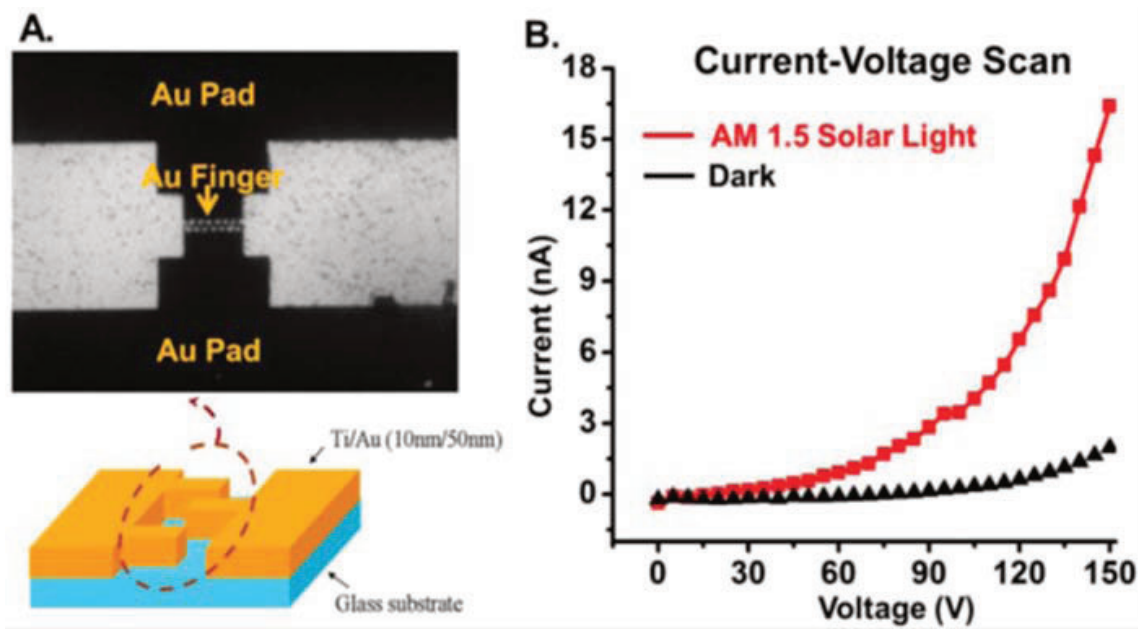 A.
Au Pad
Au Finger
Au Pad
Ti/Au (10nm/50nm)
Glass substrate
B.
Current-Voltage Scan
AM 1.5 Solar Light
Dark
Current (nA)
18
15
12
9
6
3
0
0 30 60 90 120 150
Voltage (V)